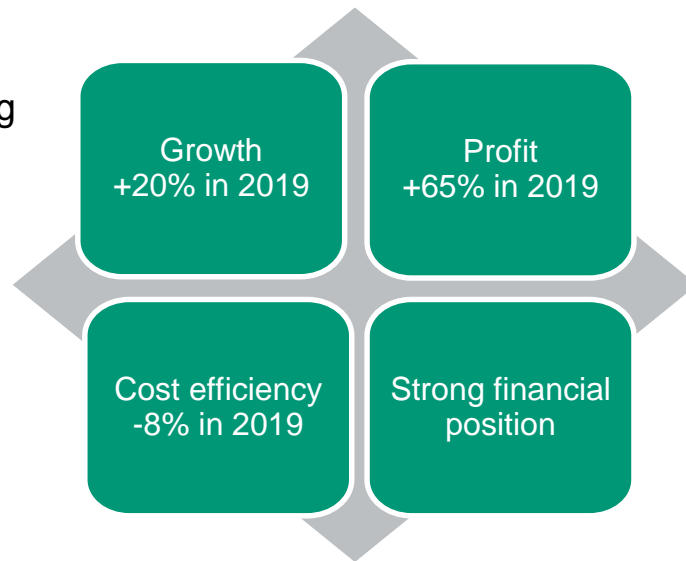 Growth
+20% in 2019
Profit
+65% in 2019
Cost efficiency
-8% in 2019
Strong financial
position